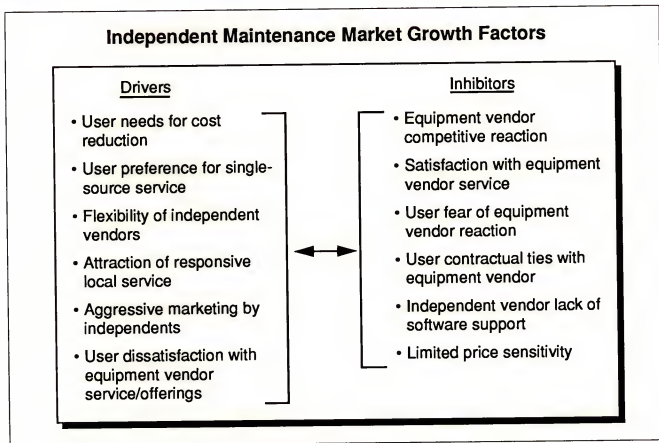 Independent Maintenance Market Growth Factors
Drivers
• User needs for cost
reduction
• User preference for single-
source service
• Flexibility of independent
vendors
• Attraction of responsive
local service
• Aggressive marketing by
independents
• User dissatisfaction with
equipment vendor
service/offerings
Inhibitors
• Equipment vendor
competitive reaction
• Satisfaction with equipment
vendor service
• User fear of equipment
vendor reaction
• User contractual ties with
equipment vendor
• Independent vendor lack of
software support
• Limited price sensitivity